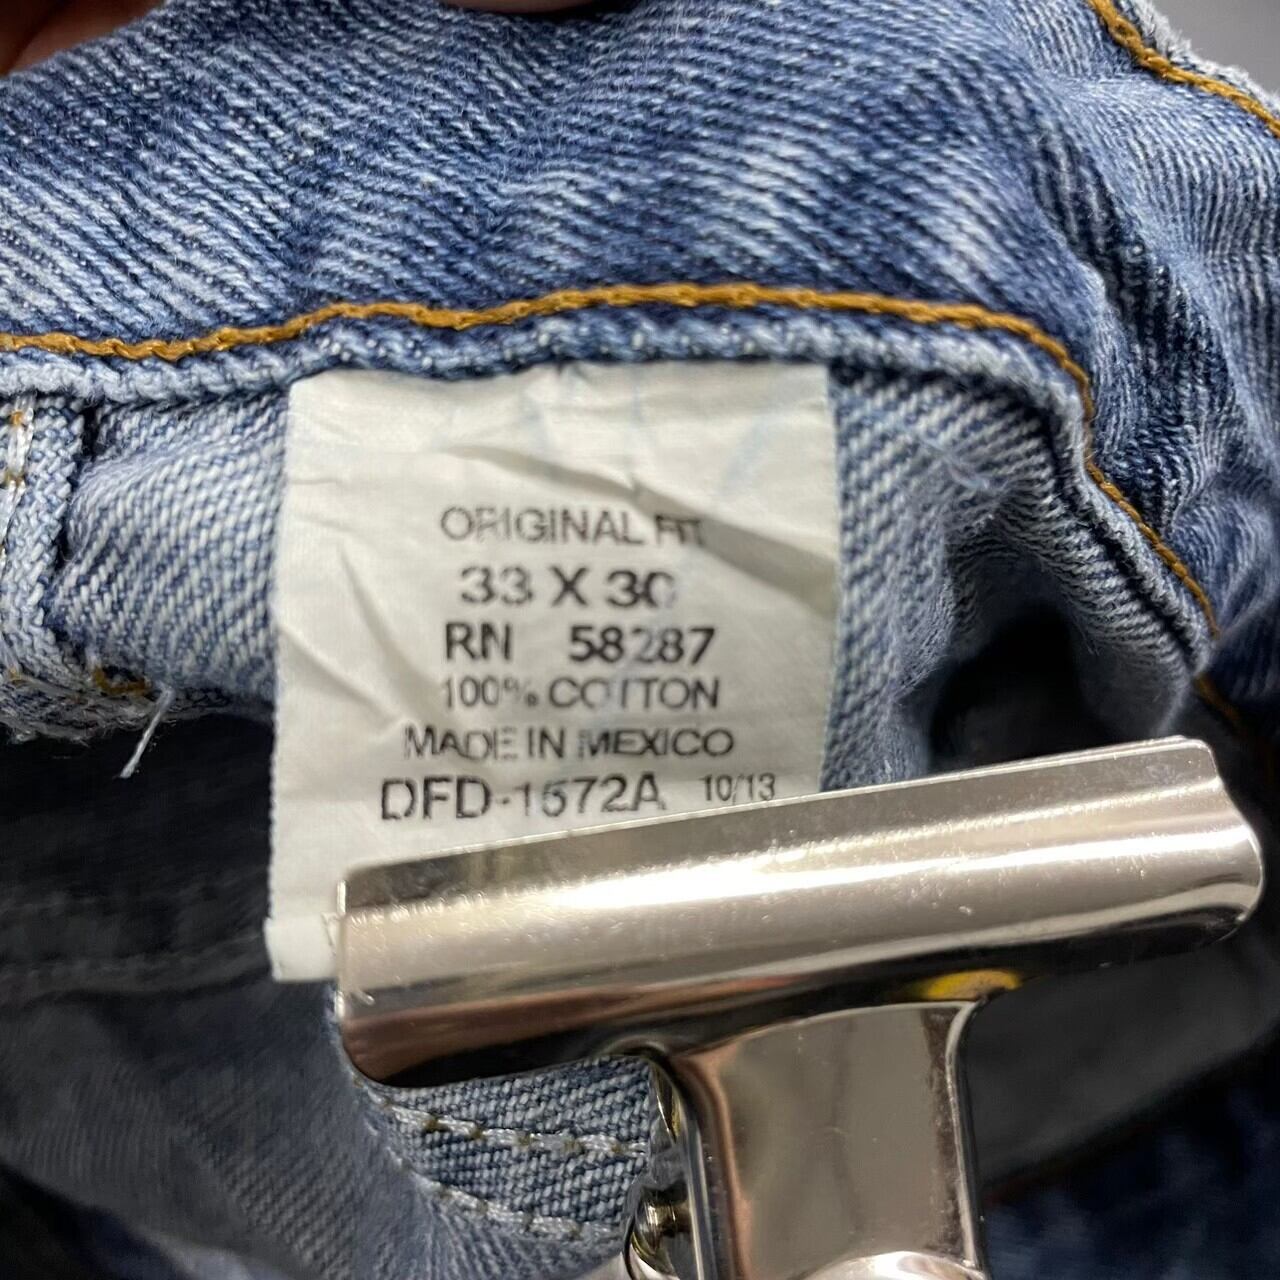 ORIGINAL FIT
33 X 30
RN 58287
100% COTTON
MADE IN MEXICO
DFD-1572A 10/13